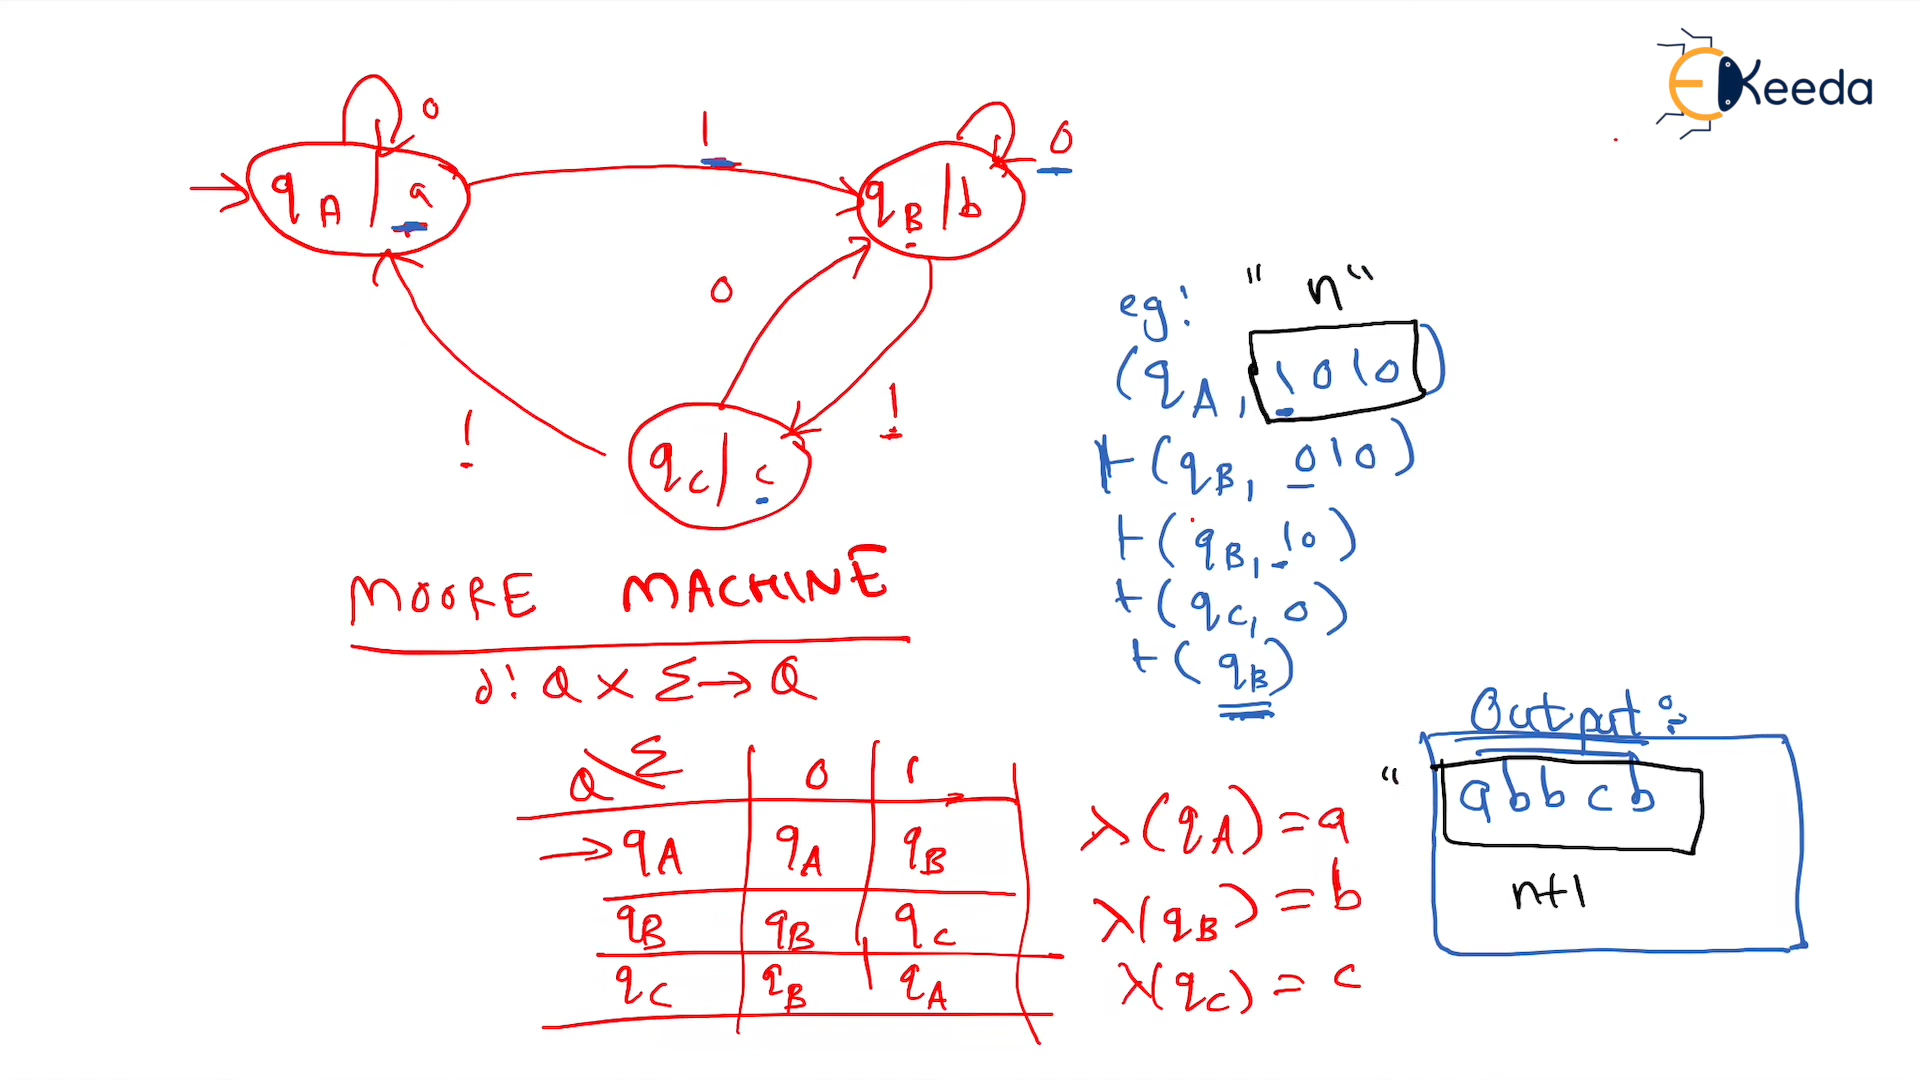 EKeeda
0
1
0
qA | a
qB | b
0
1
1
qC | c
eg:
" n "
(qA, 1010)
⊢ (qB, 010)
⊢ (qB, 10)
⊢ (qC, 0)
⊢ (qB)
MOORE MACHINE
δ: Q × Σ → Q
Q \ Σ 0 1
→ qA qA qB
qB qB qC
qC qB qA
λ(qA) = a
λ(qB) = b
λ(qC) = c
Output:
" abbcb
n+1